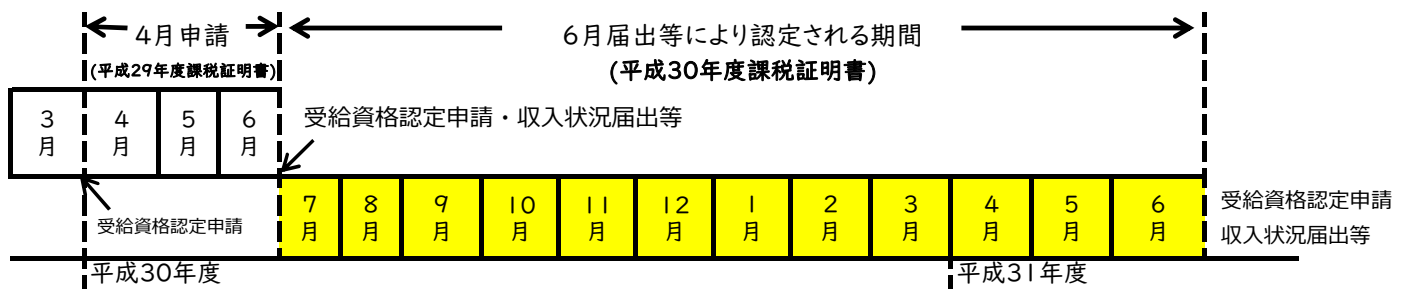 4月申請
6月届出等により認定される期間
(平成29年度課税証明書)
(平成30年度課税証明書)
3月
4月
5月
6月
受給資格認定申請・収入状況届出等
受給資格認定申請
7月
8月
9月
10月
11月
12月
1月
2月
3月
4月
5月
6月
受給資格認定申請
収入状況届出等
平成30年度
平成31年度